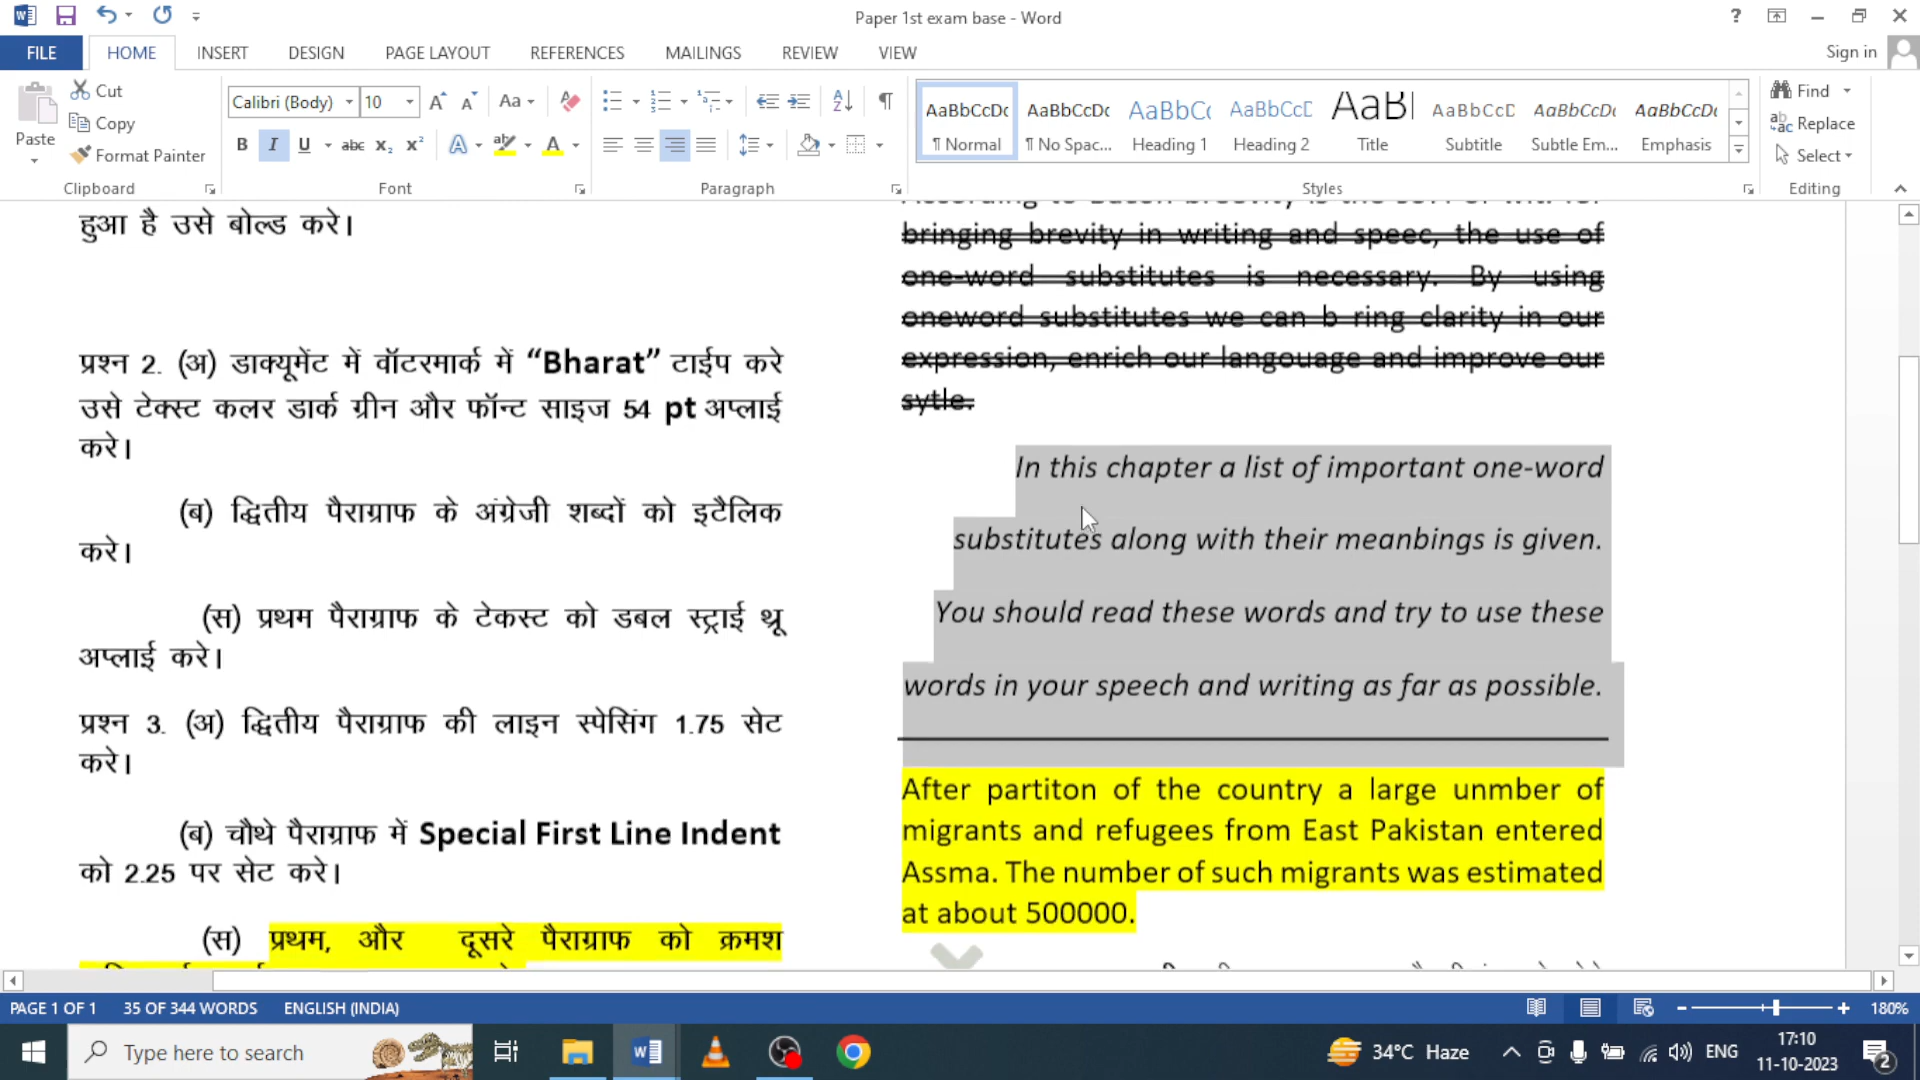 Paper 1st exam base - Word
Sign in
FILE HOME INSERT DESIGN PAGE LAYOUT REFERENCES MAILINGS REVIEW VIEW
Paste
Cut
Copy
Format Painter
Clipboard
Calibri (Body) 10
Font
Paragraph
AaBbCcDc AaBbCcDc AaBbC AaBbCcD AaB AaBbCcD AaBbCcDc AaBbCcDc
¶ Normal ¶ No Spac... Heading 1 Heading 2 Title Subtitle Subtle Em... Emphasis
Styles
Find
Replace
Select
Editing
हुआ है उसे बोल्ड करे।
प्रश्न 2. (अ) डाक्यूमेंट में वॉटरमार्क में “Bharat” टाईप करे
उसे टेक्स्ट कलर डार्क ग्रीन और फॉन्ट साइज 54 pt अप्लाई
करे।
(ब) द्वितीय पैराग्राफ के अंग्रेजी शब्दों को इटैलिक
करे।
(स) प्रथम पैराग्राफ के टेकस्ट को डबल स्ट्राई थ्रू
अप्लाई करे।
प्रश्न 3. (अ) द्वितीय पैराग्राफ की लाइन स्पेसिंग 1.75 सेट
करे।
(ब) चौथे पैराग्राफ में Special First Line Indent
को 2.25 पर सेट करे।
(स) प्रथम, और दूसरे पैराग्राफ को क्रमश
According to Bacon
bringing brevity in writing and speec, the use of
one-word substitutes is necessary. By using
oneword substitutes we can b ring clarity in our
expression, enrich our langouage and improve our
sytle.
In this chapter a list of important one-word
substitutes along with their meanbings is given.
You should read these words and try to use these
words in your speech and writing as far as possible.
After partiton of the country a large unmber of
migrants and refugees from East Pakistan entered
Assma. The number of such migrants was estimated
at about 500000.
PAGE 1 OF 1 35 OF 344 WORDS ENGLISH (INDIA)
180%
Type here to search
34°C Haze
ENG
17:10
11-10-2023
2